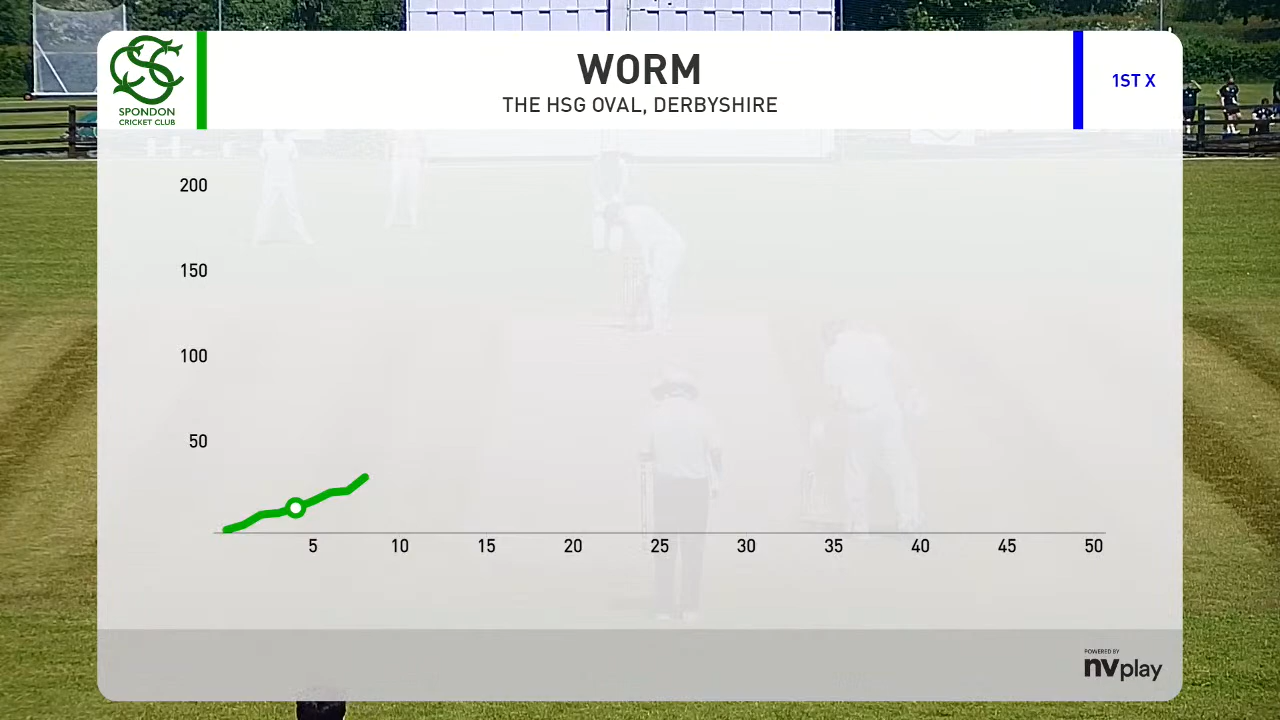 SPONDON
CRICKET CLUB
WORM
THE HSG OVAL, DERBYSHIRE
1ST X
200
150
100
50
5 10 15 20 25 30 35 40 45 50
POWERED BY
nvplay